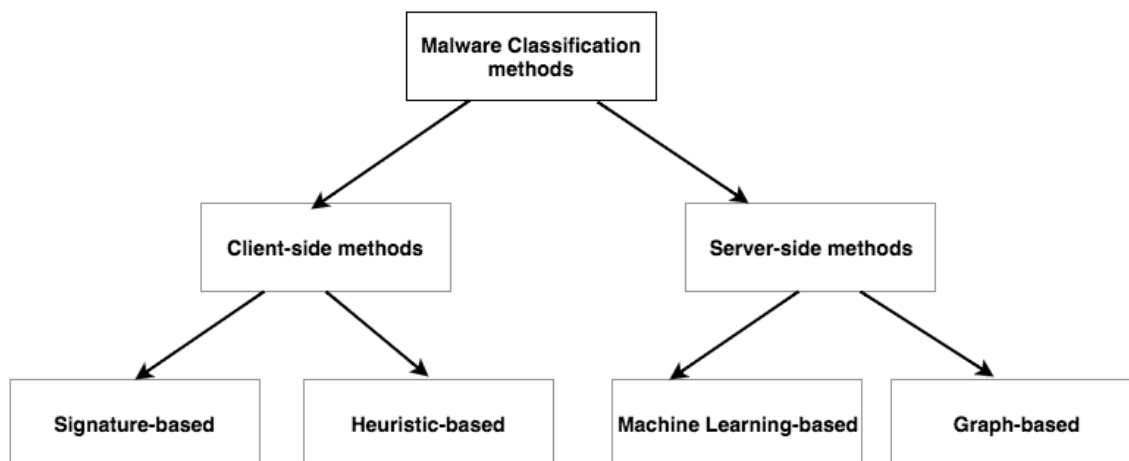 Malware Classification
methods
Client-side methods
Server-side methods
Signature-based
Heuristic-based
Machine Learning-based
Graph-based